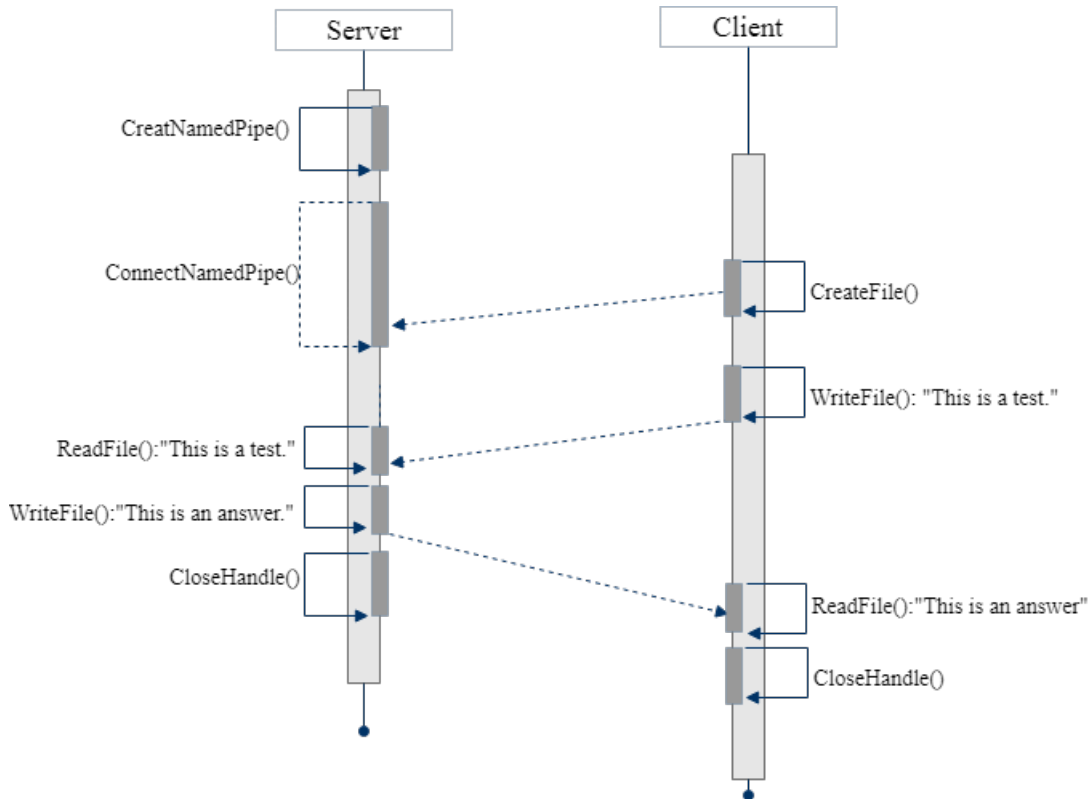 Server
Client
CreatNamedPipe()
ConnectNamedPipe()
CreateFile()
WriteFile(): "This is a test."
ReadFile():"This is a test."
WriteFile():"This is an answer."
CloseHandle()
ReadFile():"This is an answer"
CloseHandle()